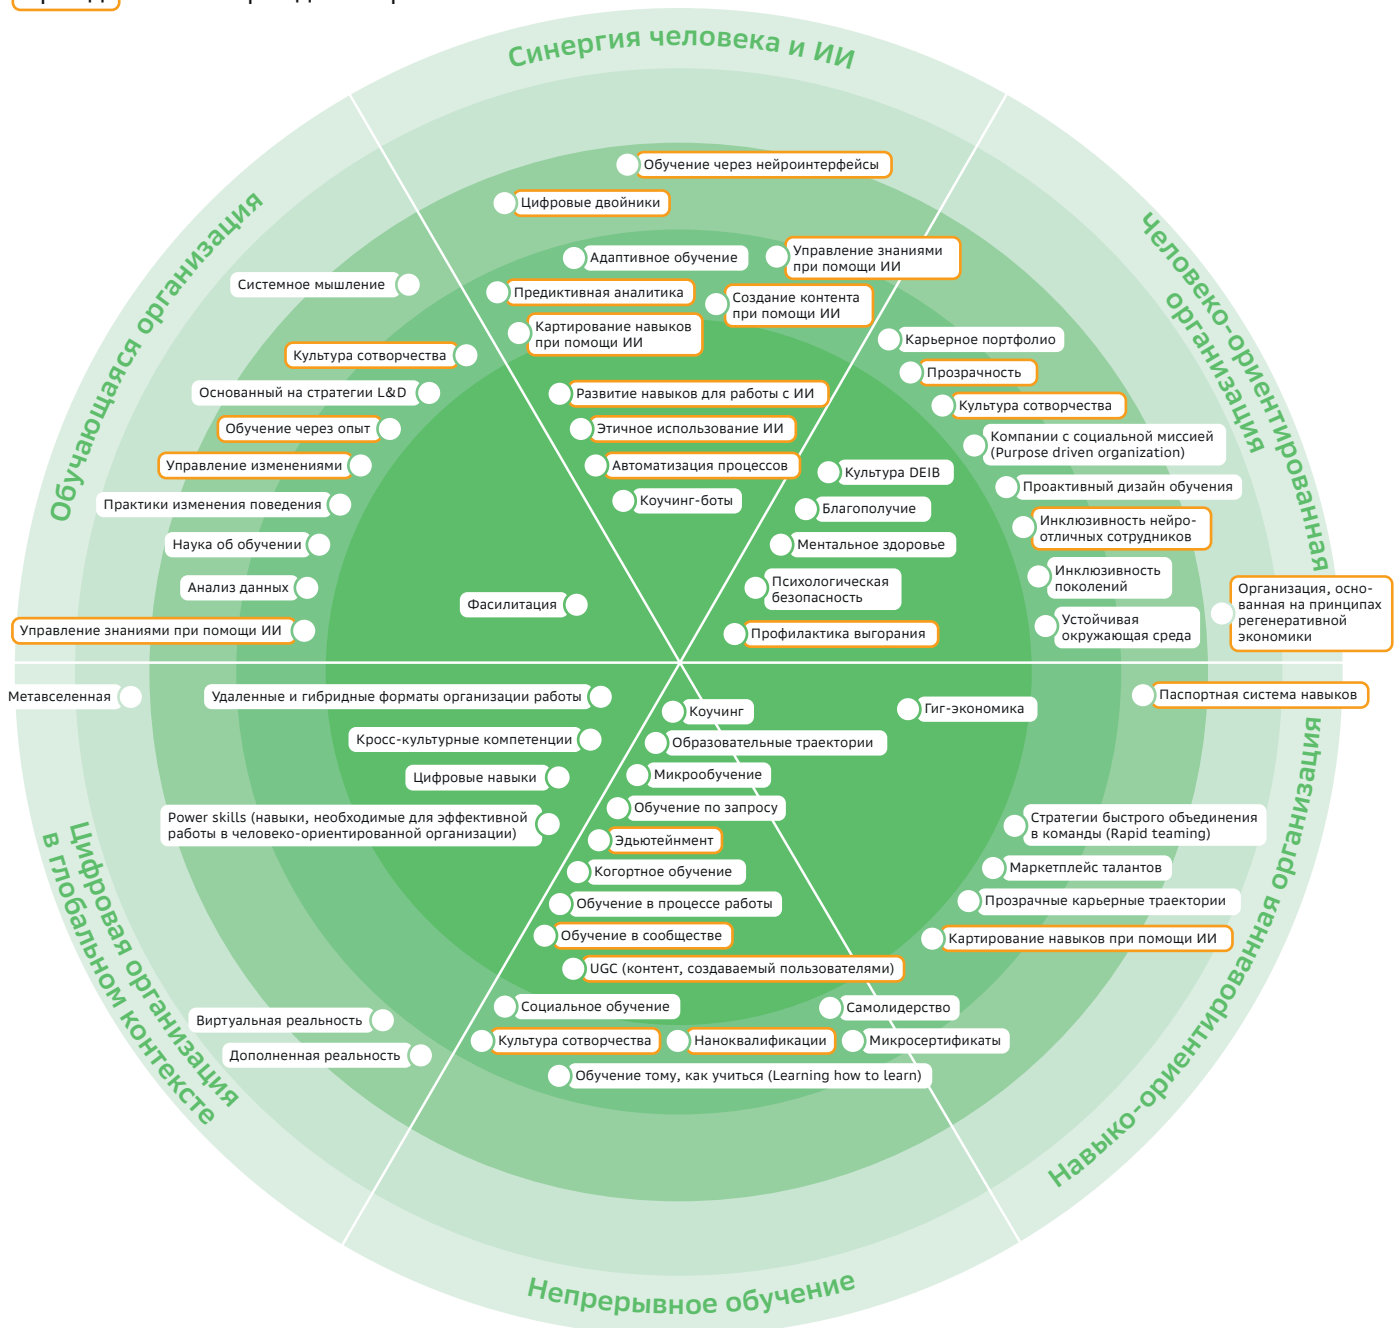 Синергия человека и ИИ
Обучение через нейроинтерфейсы
Цифровые двойники
Адаптивное обучение
Управление знаниями
при помощи ИИ
Предиктивная аналитика
Создание контента
при помощи ИИ
Картирование навыков
при помощи ИИ
Развитие навыков для работы с ИИ
Этичное использование ИИ
Автоматизация процессов
Коучинг-боты
Человеко-ориентированная
организация
Карьерное портфолио
Прозрачность
Культура сотворчества
Компании с социальной миссией
(Purpose driven organization)
Культура DEIB
Проактивный дизайн обучения
Благополучие
Инклюзивность нейро-
отличных сотрудников
Ментальное здоровье
Инклюзивность
поколений
Психологическая
безопасность
Организация, осно-
ванная на принципах
регенеративной
экономики
Устойчивая
окружающая среда
Профилактика выгорания
Обучающаяся организация
Системное мышление
Культура сотворчества
Основанный на стратегии L&D
Обучение через опыт
Управление изменениями
Практики изменения поведения
Наука об обучении
Анализ данных
Фасилитация
Управление знаниями при помощи ИИ
Цифровая организация
в глобальном контексте
Метавселенная
Удаленные и гибридные форматы организации работы
Кросс-культурные компетенции
Цифровые навыки
Power skills (навыки, необходимые для эффективной
работы в человеко-ориентированной организации)
Виртуальная реальность
Дополненная реальность
Коучинг
Образовательные траектории
Микрообучение
Обучение по запросу
Эдьютейнмент
Когортное обучение
Обучение в процессе работы
Обучение в сообществе
UGC (контент, создаваемый пользователями)
Социальное обучение
Самолидерство
Культура сотворчества
Наноквалификации
Микросертификаты
Обучение тому, как учиться (Learning how to learn)
Непрерывное обучение
Паспортная система навыков
Гиг-экономика
Стратегии быстрого объединения
в команды (Rapid teaming)
Маркетплейс талантов
Прозрачные карьерные траектории
Картирование навыков при помощи ИИ
Навыко-ориентированная организация